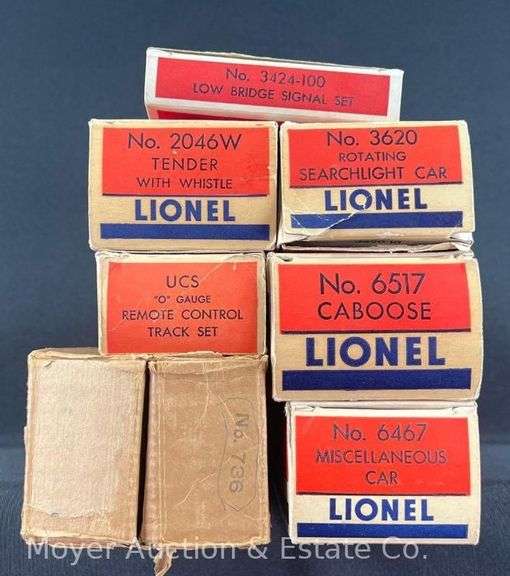 No. 3424-100
LOW BRIDGE SIGNAL SET
No. 2046W
TENDER
WITH WHISTLE
LIONEL
No. 3620
ROTATING
SEARCHLIGHT CAR
LIONEL
UCS
"O" GAUGE
REMOTE CONTROL
TRACK SET
No. 6517
CABOOSE
LIONEL
No. 736
No. 6467
MISCELLANEOUS
CAR
LIONEL
Moyer Auction & Estate Co.